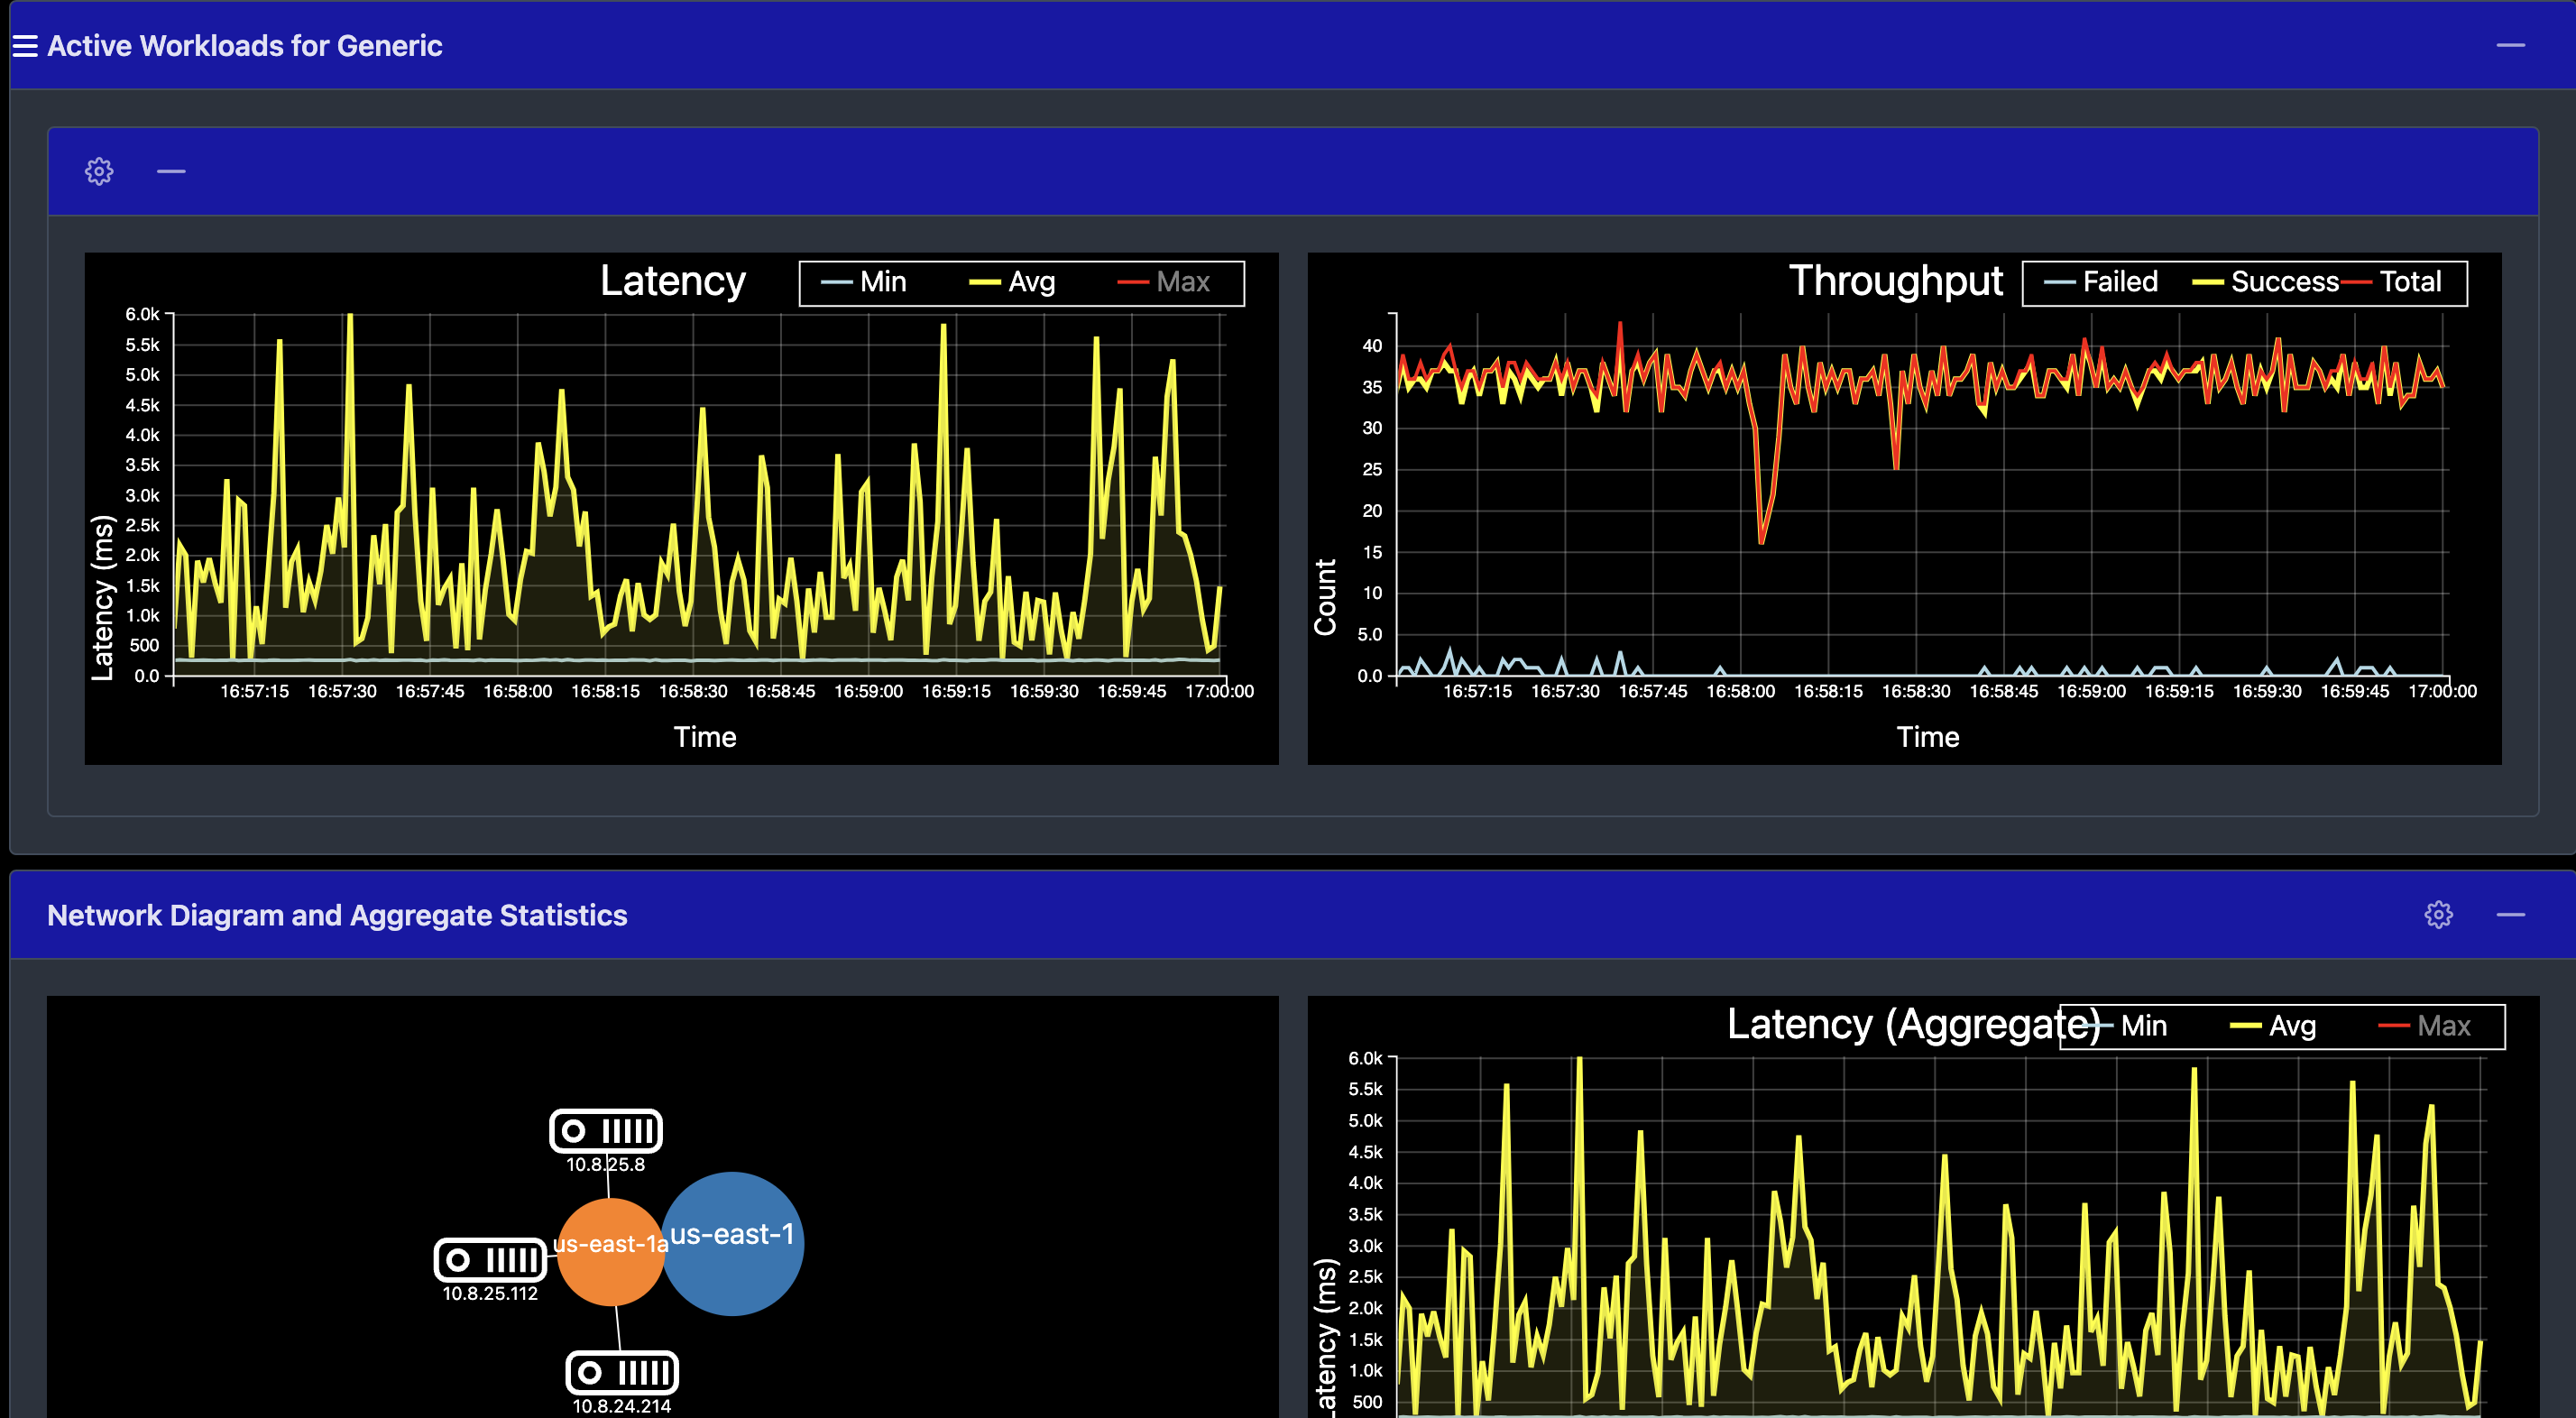 Active Workloads for Generic
Latency
Min Avg Max
6.0k
5.5k
5.0k
4.5k
4.0k
3.5k
3.0k
2.5k
2.0k
1.5k
1.0k
500
0.0
Latency (ms)
16:57:15 16:57:30 16:57:45 16:58:00 16:58:15 16:58:30 16:58:45 16:59:00 16:59:15 16:59:30 16:59:45 17:00:00
Time
Throughput
Failed Success Total
40
35
30
25
20
15
10
5.0
0.0
Count
16:57:15 16:57:30 16:57:45 16:58:00 16:58:15 16:58:30 16:58:45 16:59:00 16:59:15 16:59:30 16:59:45 17:00:00
Time
Network Diagram and Aggregate Statistics
10.8.25.8
us-east-1a
us-east-1
10.8.25.112
10.8.24.214
Latency (Aggregate)
Min Avg Max
6.0k
5.5k
5.0k
4.5k
4.0k
3.5k
3.0k
2.5k
2.0k
1.5k
1.0k
500
Latency (ms)